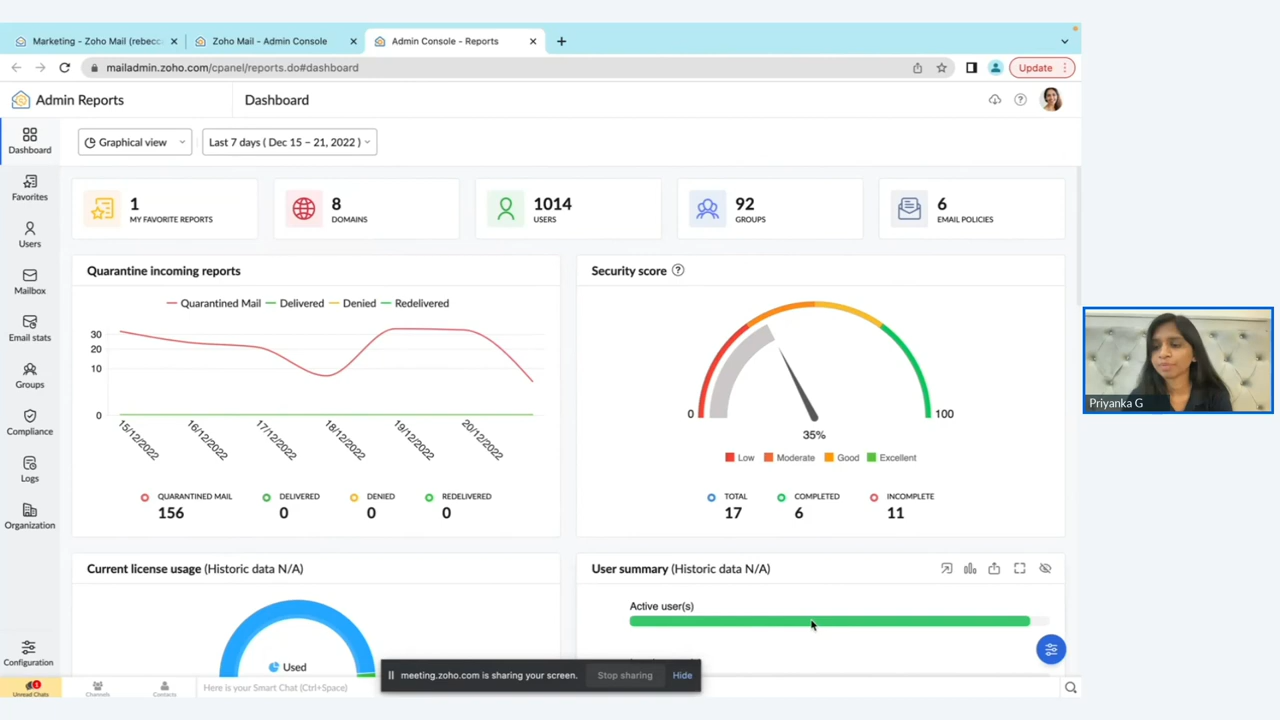 Marketing - Zoho Mail (rebecc
Zoho Mail - Admin Console
Admin Console - Reports
mailadmin.zoho.com/cpanel/reports.do#dashboard
Update
Admin Reports
Dashboard
Dashboard
Favorites
Users
Mailbox
Email stats
Groups
Compliance
Logs
Organization
Configuration
Graphical view
Last 7 days ( Dec 15 – 21, 2022 )
1
MY FAVORITE REPORTS
8
DOMAINS
1014
USERS
92
GROUPS
6
EMAIL POLICIES
Quarantine incoming reports
Quarantined Mail Delivered Denied Redelivered
30
20
10
0
15/12/2022
16/12/2022
17/12/2022
18/12/2022
19/12/2022
20/12/2022
QUARANTINED MAIL
156
DELIVERED
0
DENIED
0
REDELIVERED
0
Security score ?
0
100
35%
Low Moderate Good Excellent
TOTAL
17
COMPLETED
6
INCOMPLETE
11
Current license usage (Historic data N/A)
Used
User summary (Historic data N/A)
Active user(s)
meeting.zoho.com is sharing your screen.
Stop sharing
Hide
Unread Chats
Channels
Contacts
Here is your Smart Chat (Ctrl+Space)
Priyanka G